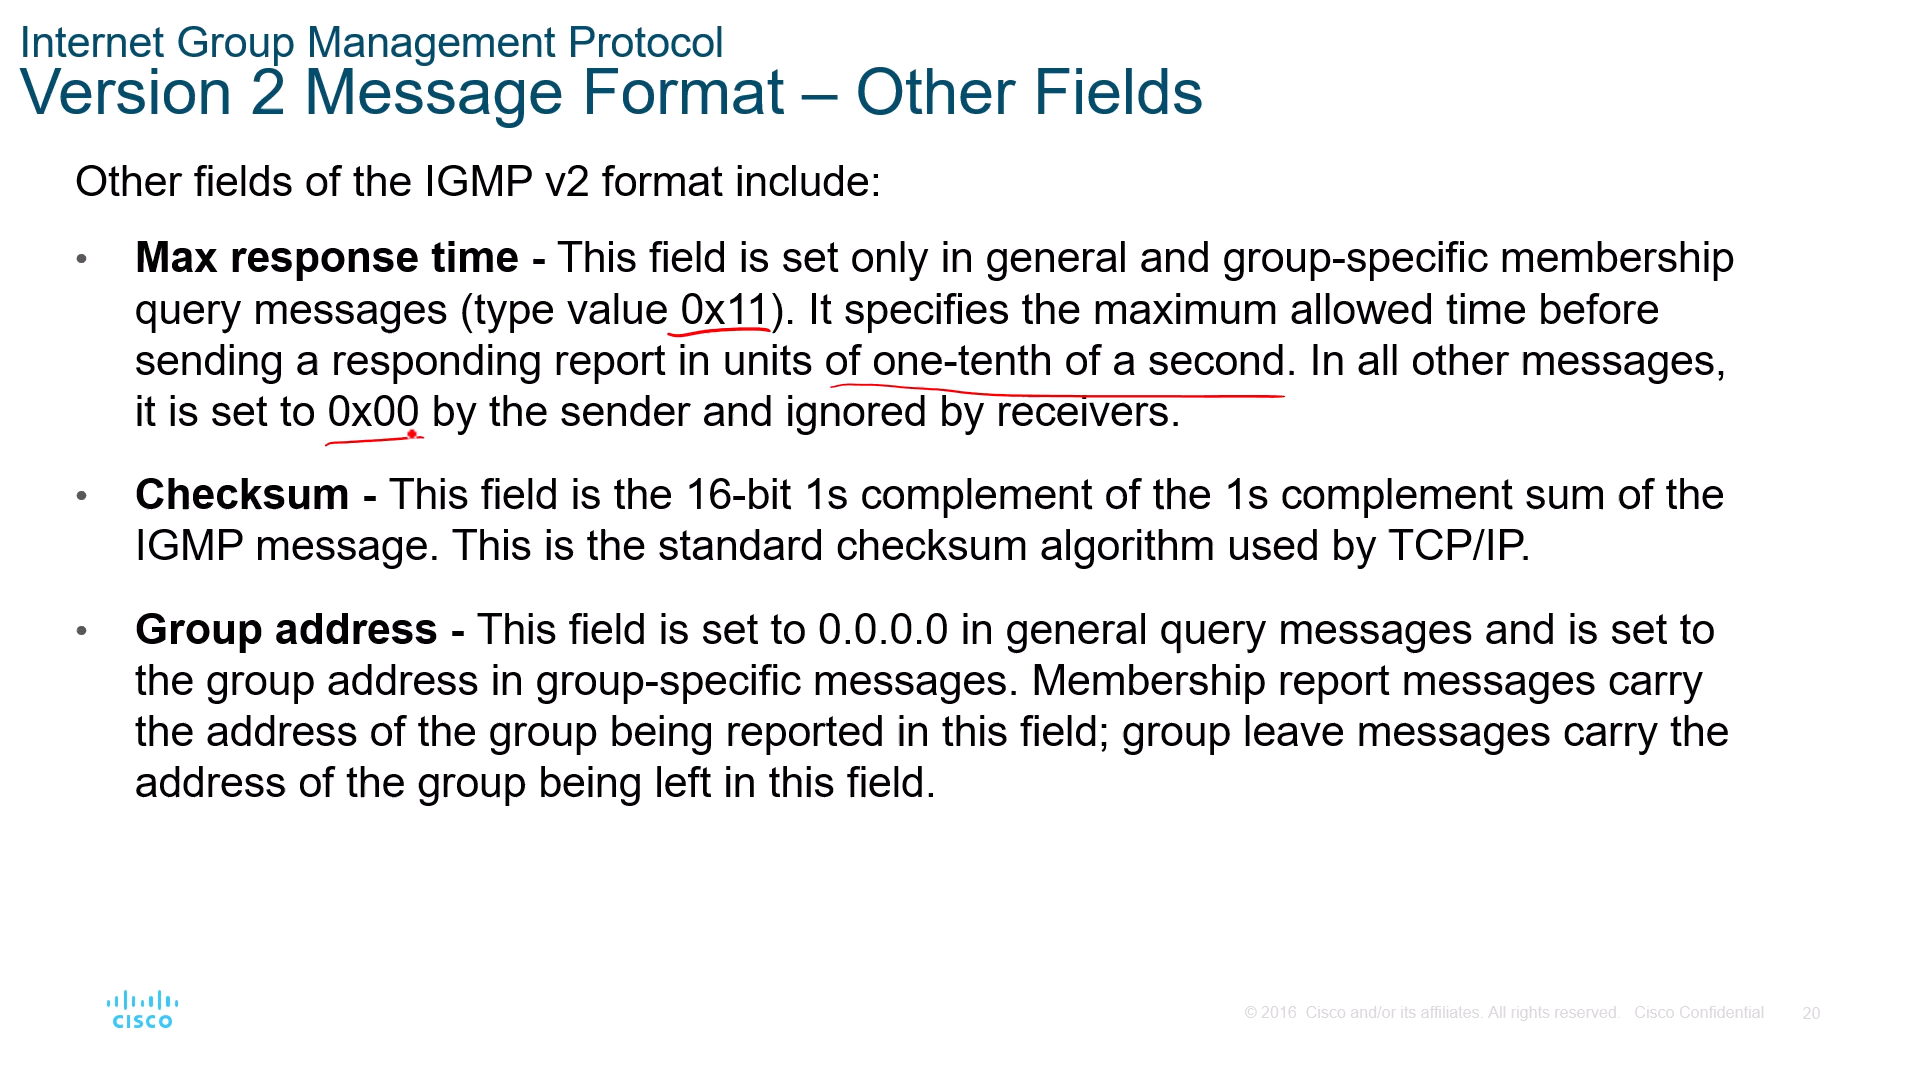 Internet Group Management Protocol
Version 2 Message Format – Other Fields
Other fields of the IGMP v2 format include:
• Max response time - This field is set only in general and group-specific membership
query messages (type value 0x11). It specifies the maximum allowed time before
sending a responding report in units of one-tenth of a second. In all other messages,
it is set to 0x00 by the sender and ignored by receivers.
• Checksum - This field is the 16-bit 1s complement of the 1s complement sum of the
IGMP message. This is the standard checksum algorithm used by TCP/IP.
• Group address - This field is set to 0.0.0.0 in general query messages and is set to
the group address in group-specific messages. Membership report messages carry
the address of the group being reported in this field; group leave messages carry the
address of the group being left in this field.
CISCO
© 2016 Cisco and/or its affiliates. All rights reserved. Cisco Confidential 20